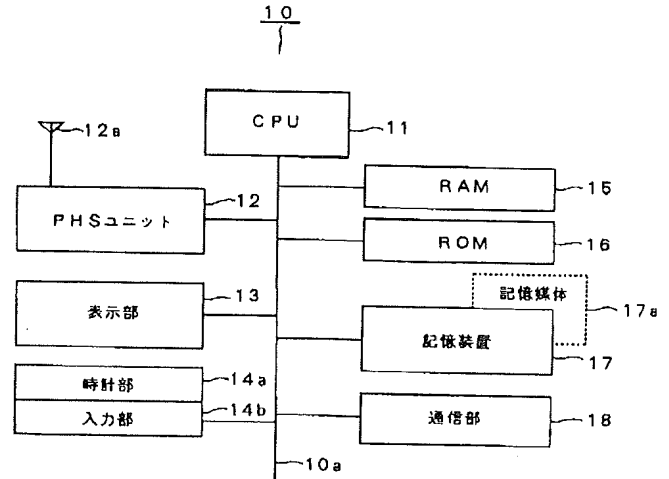 10
CPU
11
12a
PHSユニット
12
RAM
15
ROM
16
表示部
13
記憶媒体
17a
記憶装置
17
時計部
14a
入力部
14b
通信部
18
10a